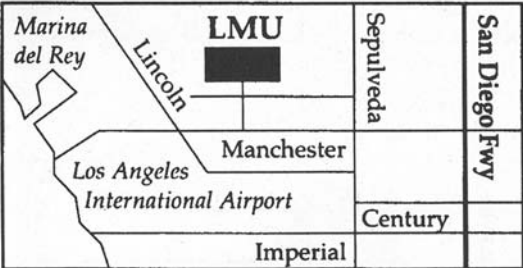 Marina
del Rey
Lincoln
LMU
Sepulveda
San Diego Fwy
Manchester
Los Angeles
International Airport
Century
Imperial